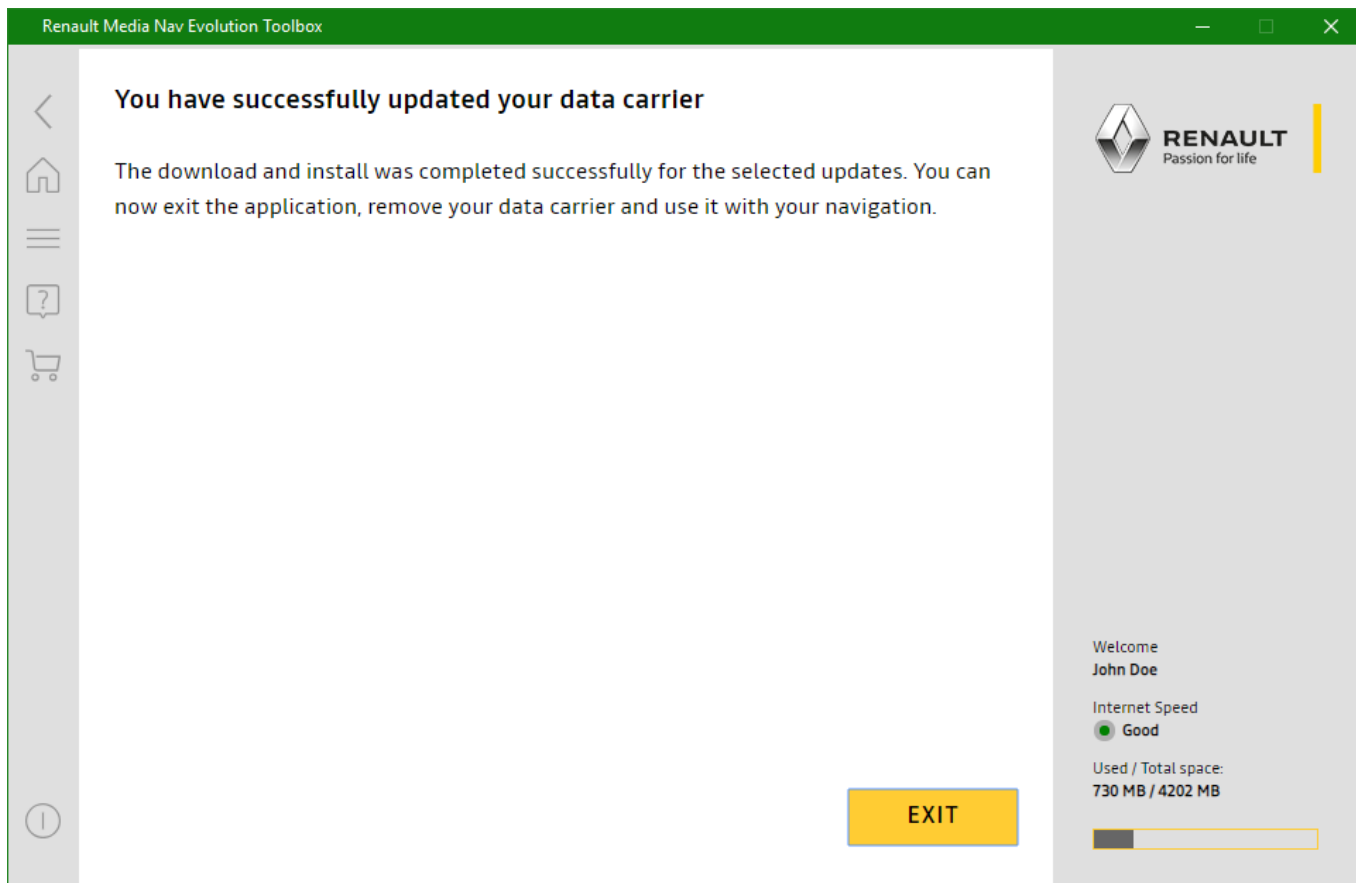 Renault Media Nav Evolution Toolbox
You have successfully updated your data carrier
The download and install was completed successfully for the selected updates. You can
now exit the application, remove your data carrier and use it with your navigation.
RENAULT
Passion for life
Welcome
John Doe
Internet Speed
Good
Used / Total space:
730 MB / 4202 MB
EXIT